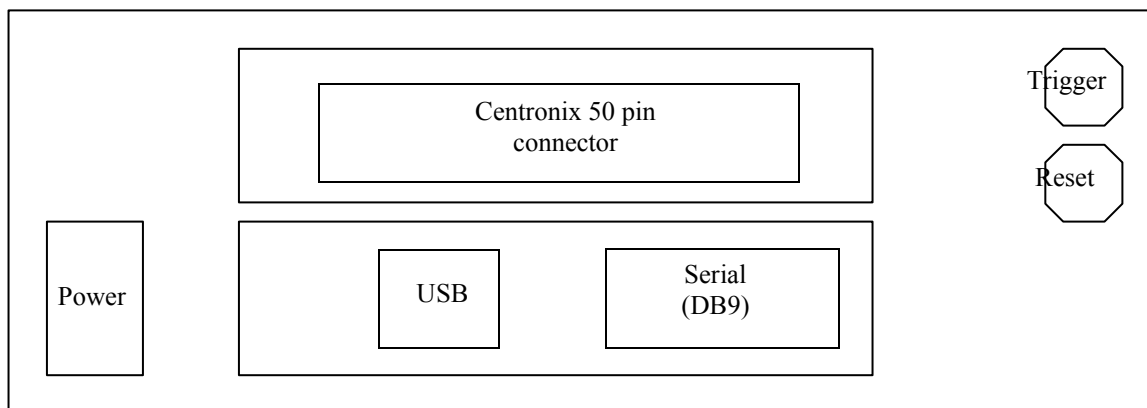 Centronix 50 pin
connector
Trigger
Reset
Power
USB
Serial
(DB9)